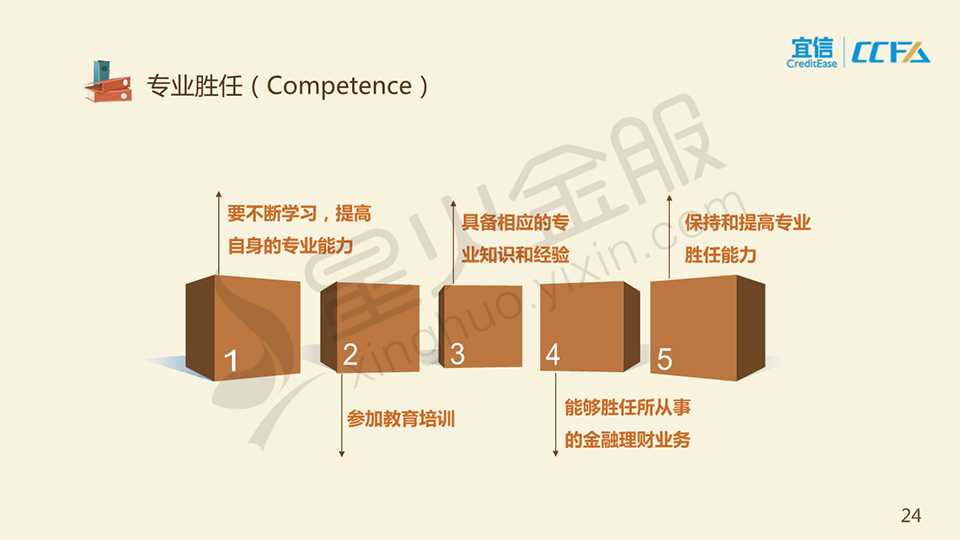 宜信
CreditEase
CCFA
专业胜任（Competence）
要不断学习，提高
自身的专业能力
具备相应的专
业知识和经验
保持和提高专业
胜任能力
1
2
3
4
5
参加教育培训
能够胜任所从事
的金融理财业务
星火金服
xinghuo.yixin.com
24